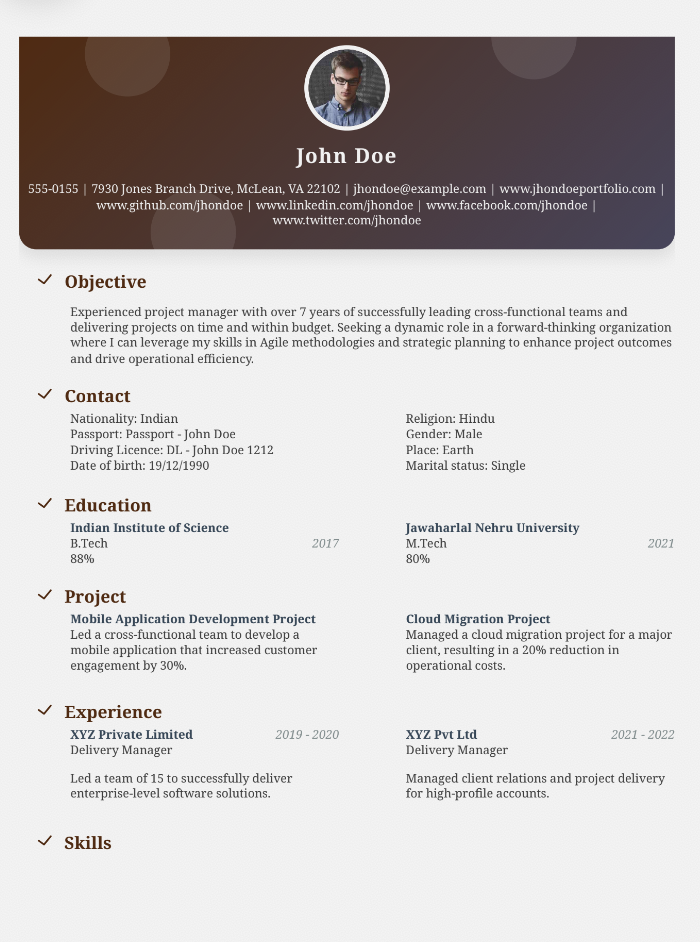 John Doe
555-0155 | 7930 Jones Branch Drive, McLean, VA 22102 | jhondoe@example.com | www.jhondoeportfolio.com |
www.github.com/jhondoe | www.linkedin.com/jhondoe | www.facebook.com/jhondoe |
www.twitter.com/jhondoe
Objective
Experienced project manager with over 7 years of successfully leading cross-functional teams and
delivering projects on time and within budget. Seeking a dynamic role in a forward-thinking organization
where I can leverage my skills in Agile methodologies and strategic planning to enhance project outcomes
and drive operational efficiency.
Contact
Nationality: Indian
Passport: Passport - John Doe
Driving Licence: DL - John Doe 1212
Date of birth: 19/12/1990
Religion: Hindu
Gender: Male
Place: Earth
Marital status: Single
Education
Indian Institute of Science
B.Tech 2017
88%
Jawaharlal Nehru University
M.Tech 2021
80%
Project
Mobile Application Development Project
Led a cross-functional team to develop a
mobile application that increased customer
engagement by 30%.
Cloud Migration Project
Managed a cloud migration project for a major
client, resulting in a 20% reduction in
operational costs.
Experience
XYZ Private Limited 2019 - 2020
Delivery Manager
Led a team of 15 to successfully deliver
enterprise-level software solutions.
XYZ Pvt Ltd 2021 - 2022
Delivery Manager
Managed client relations and project delivery
for high-profile accounts.
Skills